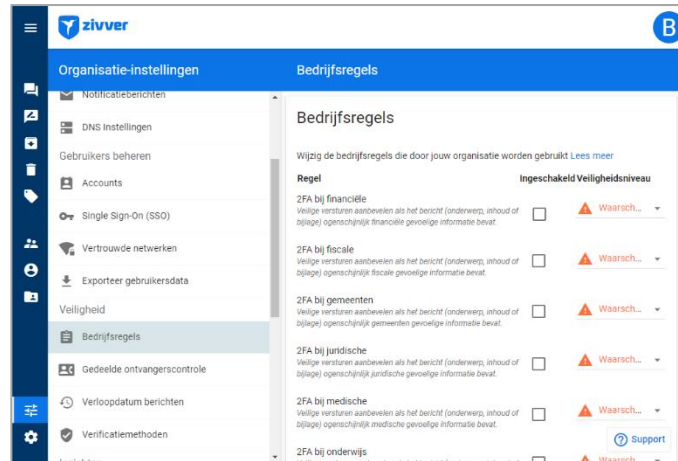 zivver
B
Organisatie-instellingen
Bedrijfsregels
Notificatieberichten
DNS Instellingen
Gebruikers beheren
Accounts
Single Sign-On (SSO)
Vertrouwde netwerken
Exporteer gebruikersdata
Veiligheid
Bedrijfsregels
Gedeelde ontvangerscontrole
Verloopdatum berichten
Verificatiemethoden
Bedrijfsregels
Wijzig de bedrijfsregels die door jouw organisatie worden gebruikt Lees meer
Regel Ingeschakeld Veiligheidsniveau
2FA bij financiële
Veilige versturen aanbevelen als het bericht (onderwerp, inhoud of
bijlage) ogenschijnlijk financiële gevoelige informatie bevat.
Waarsch...
2FA bij fiscale
Veilige versturen aanbevelen als het bericht (onderwerp, inhoud of
bijlage) ogenschijnlijk fiscale gevoelige informatie bevat.
Waarsch...
2FA bij gemeenten
Veilige versturen aanbevelen als het bericht (onderwerp, inhoud of
bijlage) ogenschijnlijk gemeenten gevoelige informatie bevat.
Waarsch...
2FA bij juridische
Veilige versturen aanbevelen als het bericht (onderwerp, inhoud of
bijlage) ogenschijnlijk juridische gevoelige informatie bevat.
Waarsch...
2FA bij medische
Veilige versturen aanbevelen als het bericht (onderwerp, inhoud of
bijlage) ogenschijnlijk medische gevoelige informatie bevat.
Waarsch...
Support
2FA bij onderwijs